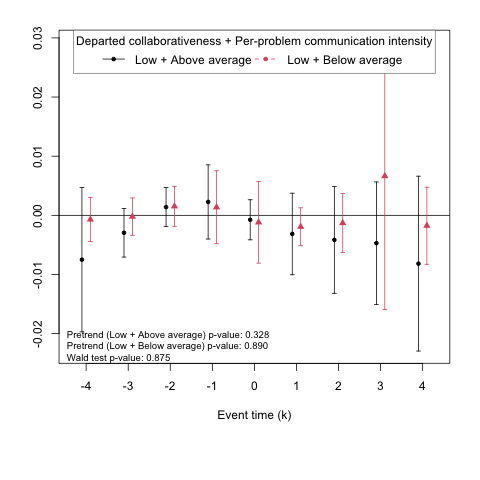 Departed collaborativeness + Per-problem communication intensity
Low + Above average Low + Below average
0.03
0.02
0.01
0.00
-0.01
-0.02
Pretrend (Low + Above average) p-value: 0.328
Pretrend (Low + Below average) p-value: 0.890
Wald test p-value: 0.875
-4 -3 -2 -1 0 1 2 3 4
Event time (k)